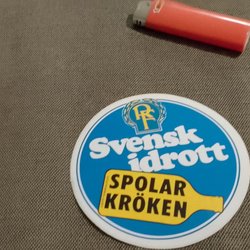 RF
Svensk
idrott
SPOLAR
KRÖKEN